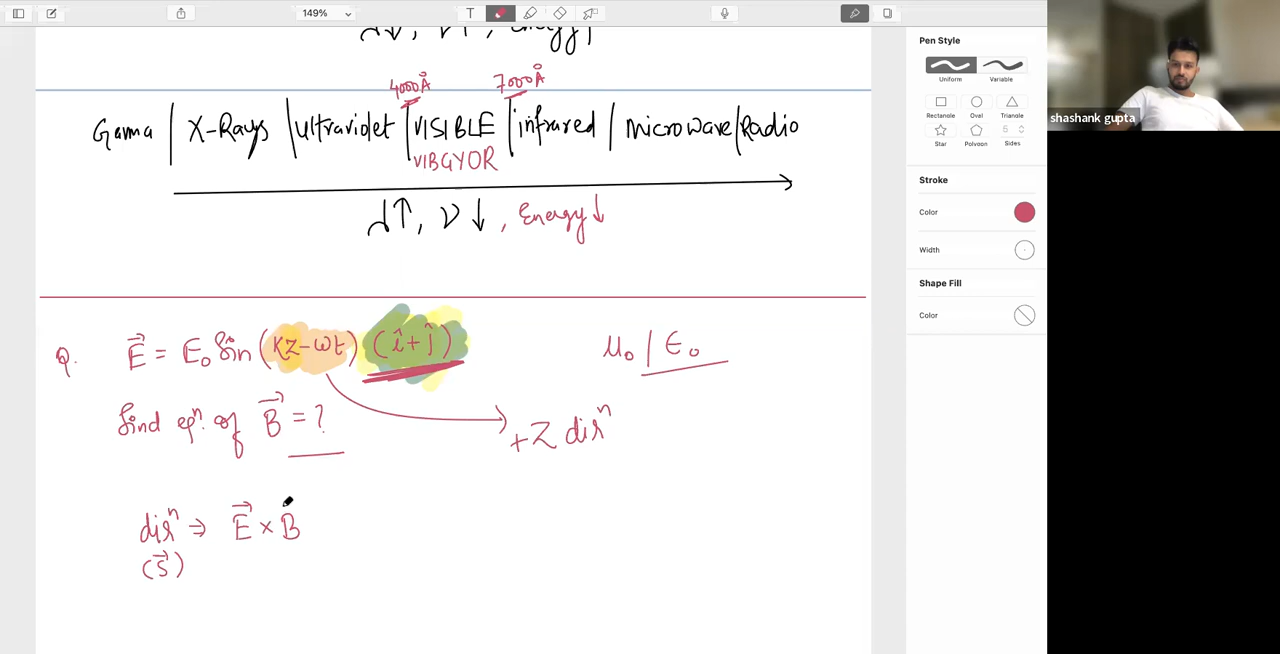 149%
T
λ↓, ν↑, Energy↓
4000Å 7000Å
Gama | X-Rays | ultraviolet | VISIBLE | infrared | microwave | Radio
VIBGYOR
λ↑, ν↓, Energy↓
Q. E⃗ = E₀ Sin (KZ-ωt) (î+ĵ) μ₀ | ε₀
find eqⁿ. of B⃗ = ?
+Z dirⁿ
dirⁿ ⇒ E⃗ × B
(S⃗)
Pen Style
Uniform Variable
Rectangle Oval Triangle
5
Star Polygon Sides
Stroke
Color
Width
Shape Fill
Color
shashank gupta